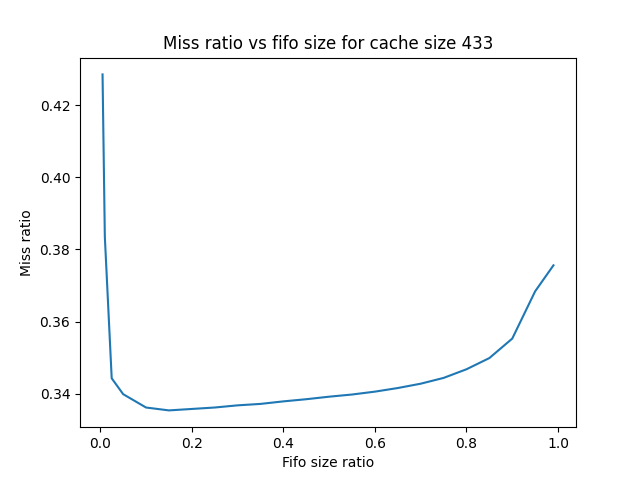 Miss ratio vs fifo size for cache size 433
0.42
0.40
0.38
0.36
0.34
Miss ratio
0.0 0.2 0.4 0.6 0.8 1.0
Fifo size ratio